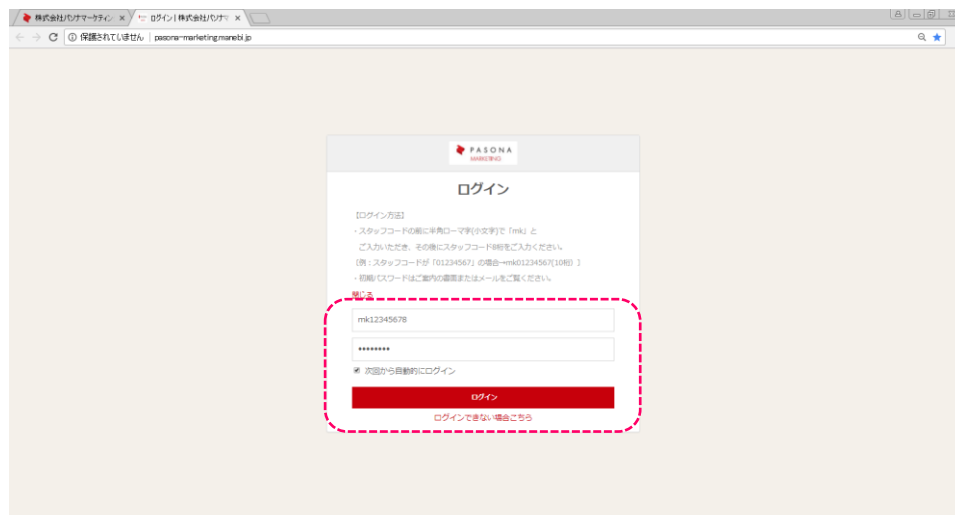 株式会社パソナマーケティン
ログイン | 株式会社パソナマ
保護されていません | pasona-marketing.manebi.jp
PASONA
MARKETING
ログイン
【ログイン方法】
・スタッフコードの前に半角ローマ字(小文字)で「mk」と
ご入力いただき、その後にスタッフコード8桁をご入力ください。
［例：スタッフコードが「01234567」の場合→mk01234567(10桁) ］
・初期パスワードはご案内の書面またはメールをご覧ください。
閉じる
mk12345678
••••••••
次回から自動的にログイン
ログイン
ログインできない場合こちら